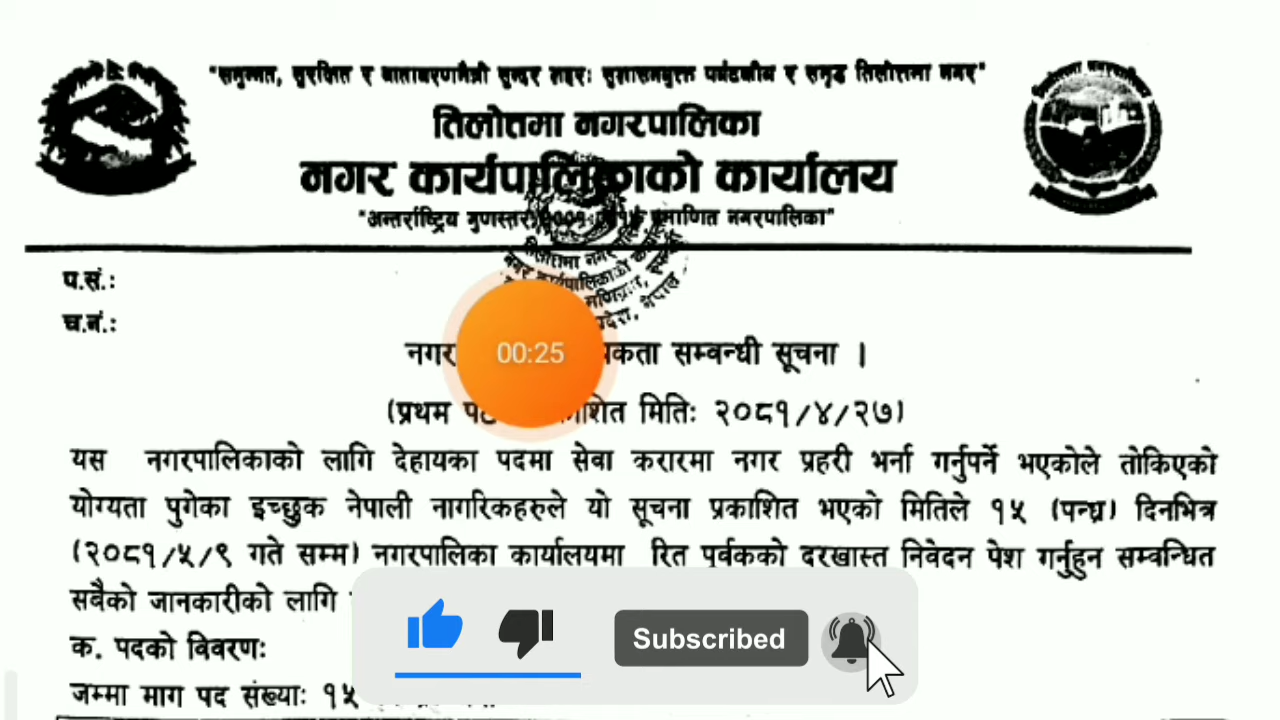 "समुन्नत, सुरक्षित र वातावरणमैत्री सुन्दर शहरः सुशासनयुक्त पर्यटकीय र समृद्ध तिलोत्तमा नगर"
तिलोत्तमा नगरपालिका
नगर कार्यपालिकाको कार्यालय
"अन्तर्राष्ट्रिय गुणस्तर प्रमाणित नगरपालिका"
प.सं.:
च.नं.:
नगर सम्वन्धी सूचना ।
00:25
(प्रथम मितिः २०८१/४/२७)
यस नगरपालिकाको लागि देहायका पदमा सेवा करारमा नगर प्रहरी भर्ना गर्नुपर्ने भएकोले तोकिएको
योग्यता पुगेका इच्छुक नेपाली नागरिकहरुले यो सूचना प्रकाशित भएको मितिले १५ (पन्ध्र) दिनभित्र
(२०८१/५/९ गते सम्म) नगरपालिका कार्यालयमा रित पूर्वकको दरखास्त निवेदन पेश गर्नुहुन सम्वन्धित
सबैको जानकारीको लागि
Subscribed
क. पदको विवरणः
जम्मा माग पद संख्याः १५